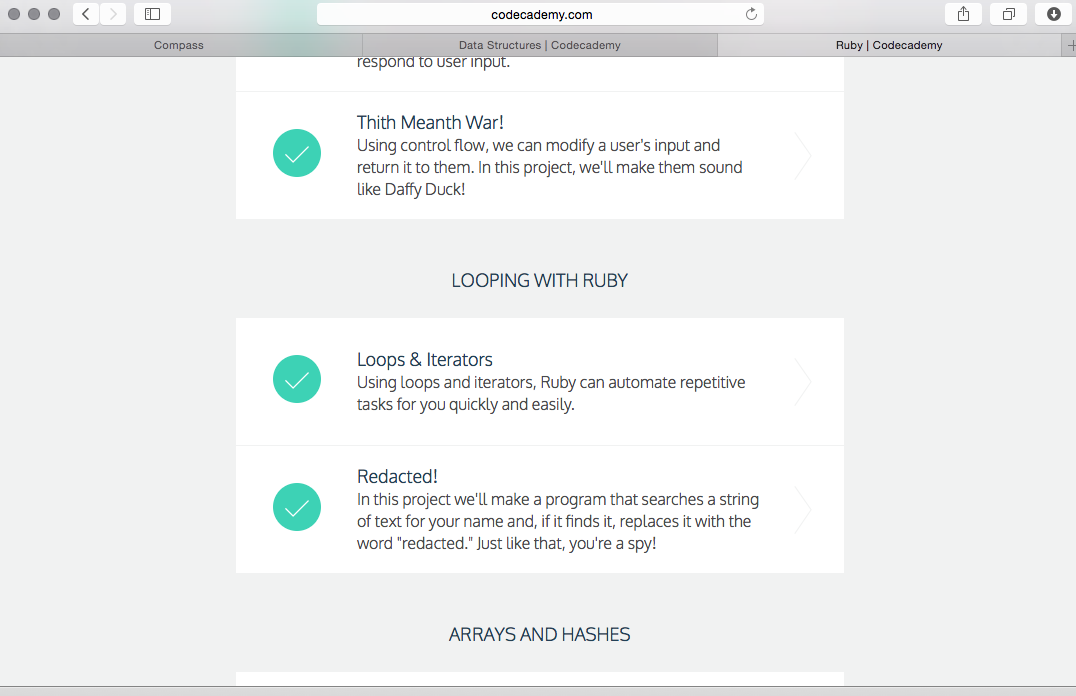 codecademy.com
Compass
Data Structures | Codecademy
Ruby | Codecademy
respond to user input.
Thith Meanth War!
Using control flow, we can modify a user's input and
return it to them. In this project, we'll make them sound
like Daffy Duck!
LOOPING WITH RUBY
Loops & Iterators
Using loops and iterators, Ruby can automate repetitive
tasks for you quickly and easily.
Redacted!
In this project we'll make a program that searches a string
of text for your name and, if it finds it, replaces it with the
word "redacted." Just like that, you're a spy!
ARRAYS AND HASHES